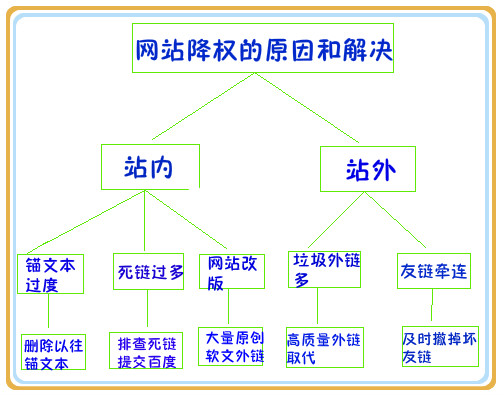 网站降权的原因和解决
站内
站外
锚文本
过度
死链过多
网站改
版
垃圾外链
多
友链牵连
删除以往
锚文本
排查死链
提交百度
大量原创
软文外链
高质量外链
取代
及时撤掉坏
友链